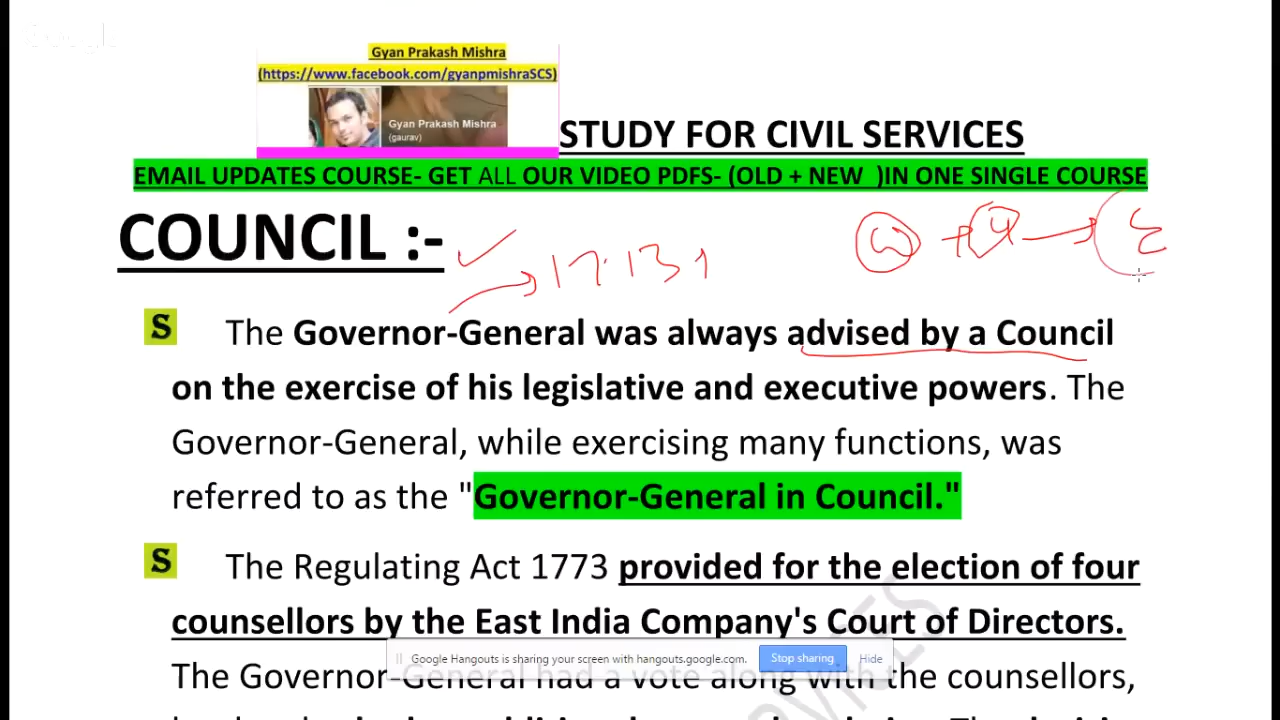 Google
Gyan Prakash Mishra
(https://www.facebook.com/gyanpmishraSCS)
Gyan Prakash Mishra
(gaurav)
STUDY FOR CIVIL SERVICES
EMAIL UPDATES COURSE- GET ALL OUR VIDEO PDFS- (OLD + NEW )IN ONE SINGLE COURSE
COUNCIL :-
S The Governor-General was always advised by a Council
on the exercise of his legislative and executive powers. The
Governor-General, while exercising many functions, was
referred to as the "Governor-General in Council."
S The Regulating Act 1773 provided for the election of four
counsellors by the East India Company's Court of Directors.
Google Hangouts is sharing your screen with hangouts.google.com. Stop sharing Hide
The Governor-General had a vote along with the counsellors,